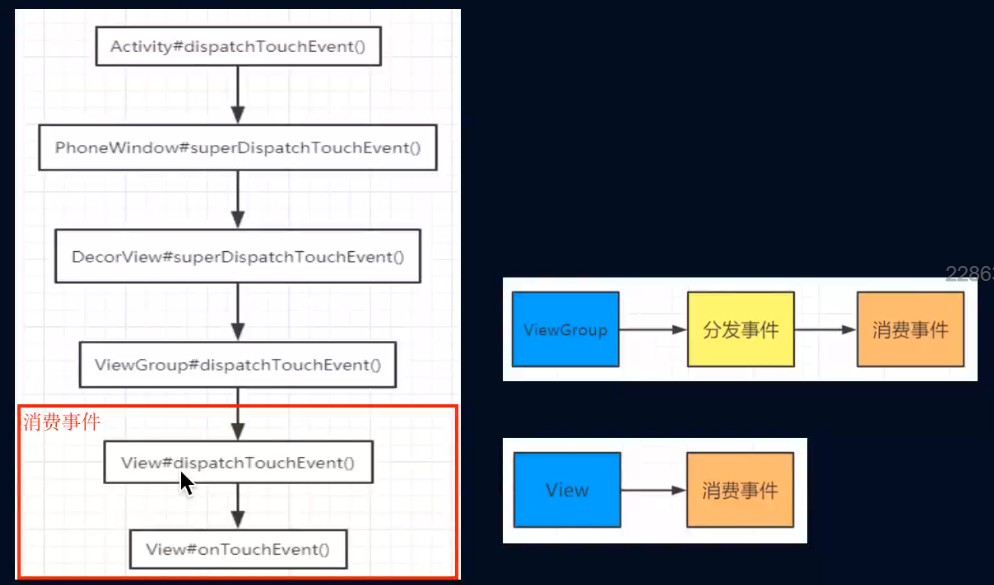 Activity#dispatchTouchEvent()
PhoneWindow#superDispatchTouchEvent()
DecorView#superDispatchTouchEvent()
ViewGroup#dispatchTouchEvent()
消费事件
View#dispatchTouchEvent()
View#onTouchEvent()
2286
ViewGroup
分发事件
消费事件
View
消费事件